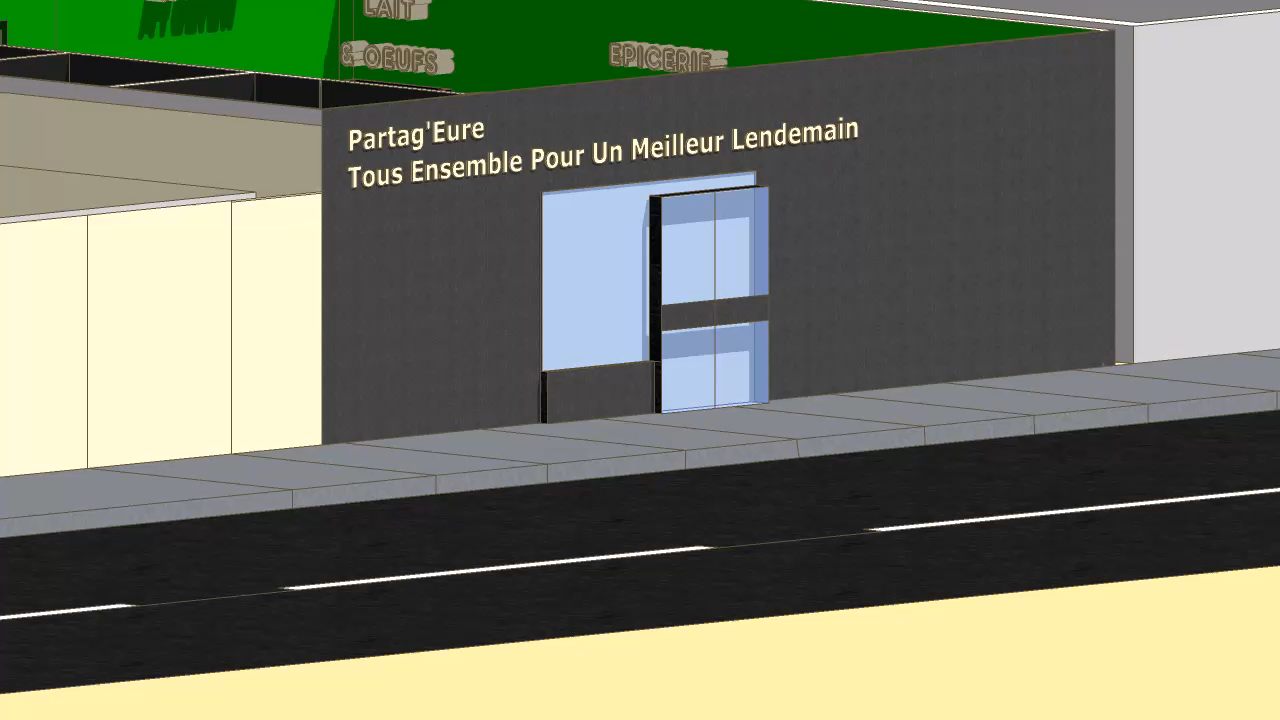 LAIT
& OEUFS
EPICERIE
Partag'Eure
Tous Ensemble Pour Un Meilleur Lendemain